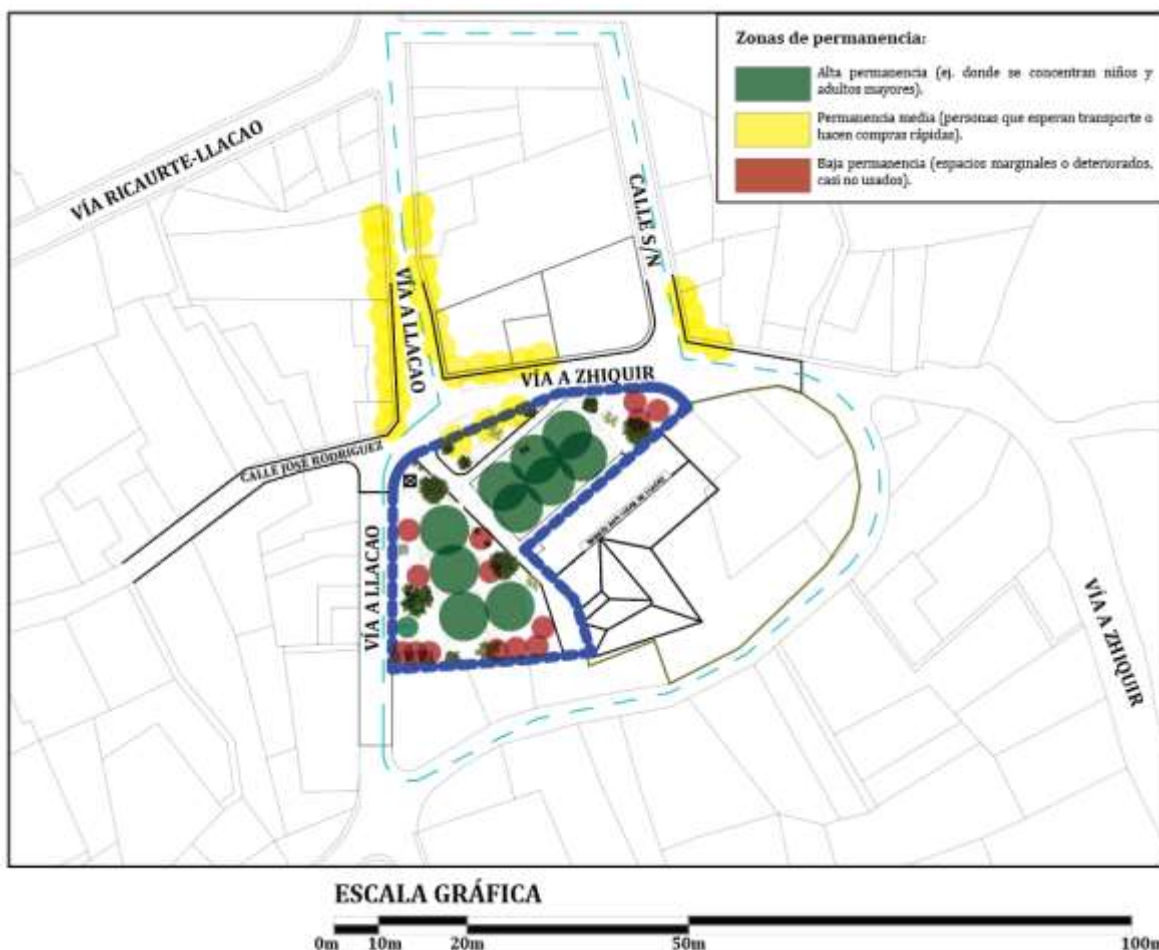 Zonas de permanencia:
Alta permanencia (ej. donde se concentran niños y
adultos mayores).
Permanencia media (personas que esperan transporte o
hacen compras rápidas).
Baja permanencia (espacios marginales o deteriorados,
casi no usados).
VÍA RICAURTE-LLACAO
CALLE S/N
VÍA A LLACAO
VÍA A ZHIQUIR
CALLE JOSÉ RODRIGUEZ
VÍA A LLACAO
VÍA A ZHIQUIR
ESCALA GRÁFICA
0m 10m 20m 50m 100m